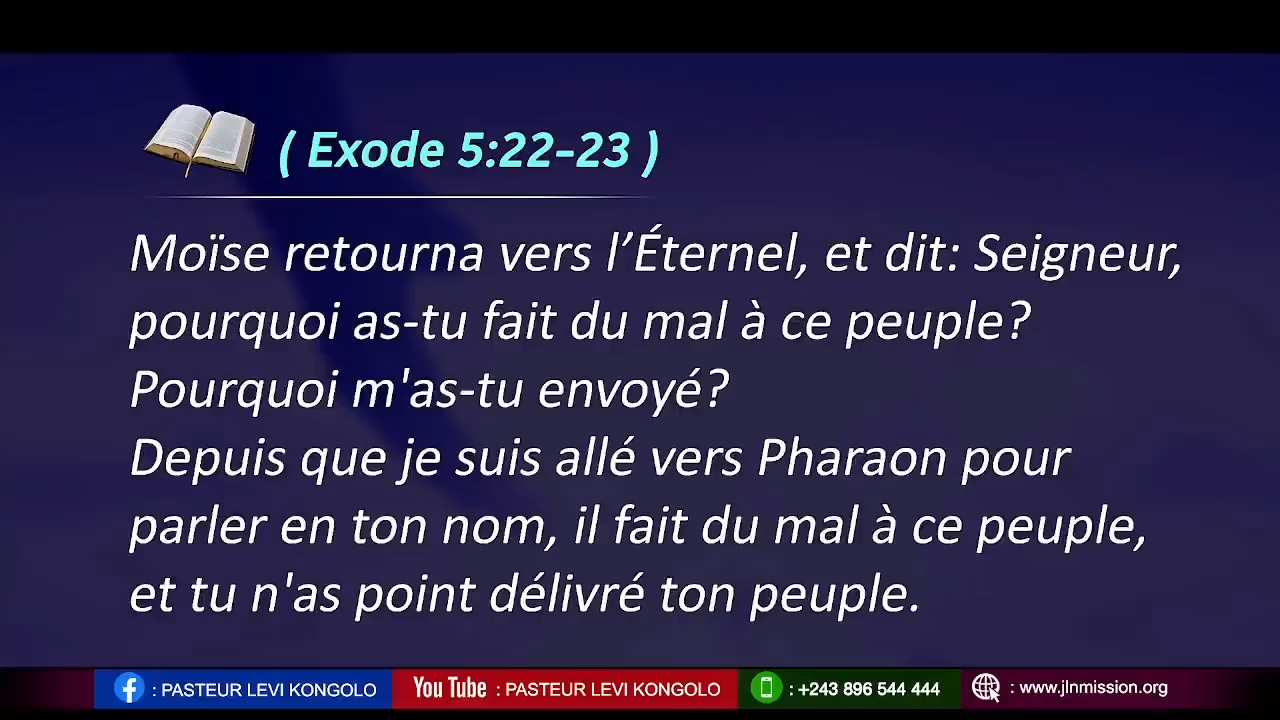 ( Exode 5:22-23 )
Moïse retourna vers l’Éternel, et dit: Seigneur,
pourquoi as-tu fait du mal à ce peuple?
Pourquoi m'as-tu envoyé?
Depuis que je suis allé vers Pharaon pour
parler en ton nom, il fait du mal à ce peuple,
et tu n'as point délivré ton peuple.
: PASTEUR LEVI KONGOLO You Tube : PASTEUR LEVI KONGOLO : +243 896 544 444 : www.jlnmission.org